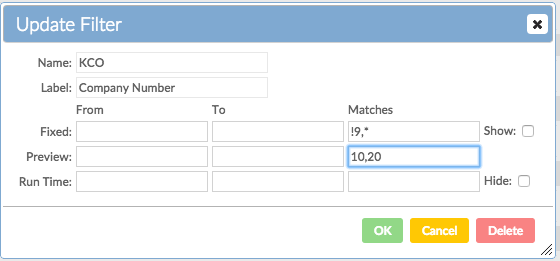 Update Filter
Name: KCO
Label: Company Number
From To Matches
Fixed: !9,* Show:
Preview: 10,20
Run Time: Hide:
OK Cancel Delete